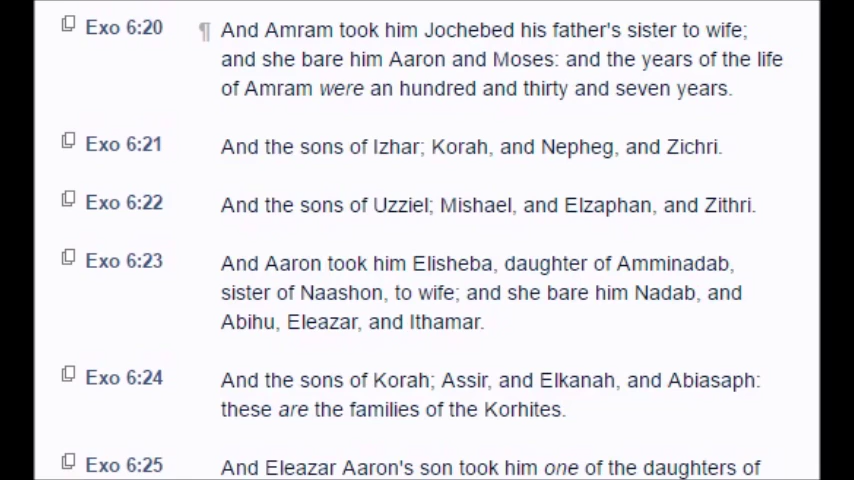 Exo 6:20 ¶ And Amram took him Jochebed his father's sister to wife;
and she bare him Aaron and Moses: and the years of the life
of Amram were an hundred and thirty and seven years.
Exo 6:21 And the sons of Izhar; Korah, and Nepheg, and Zichri.
Exo 6:22 And the sons of Uzziel; Mishael, and Elzaphan, and Zithri.
Exo 6:23 And Aaron took him Elisheba, daughter of Amminadab,
sister of Naashon, to wife; and she bare him Nadab, and
Abihu, Eleazar, and Ithamar.
Exo 6:24 And the sons of Korah; Assir, and Elkanah, and Abiasaph:
these are the families of the Korhites.
Exo 6:25 And Eleazar Aaron's son took him one of the daughters of